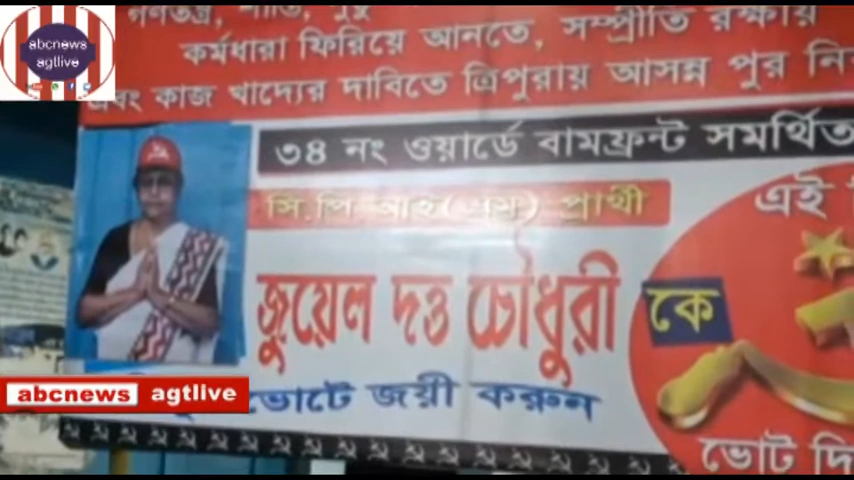 abcnews
agtlive
গণতন্ত্র, শান্তি,
কর্মধারা ফিরিয়ে আনতে, সম্প্রীতি রক্ষায়
এবং কাজ খাদ্যের দাবিতে ত্রিপুরায় আসন্ন পুর
৩৪ নং ওয়ার্ডে বামফ্রন্ট সমর্থিত
সি.পি.আই(এম) প্রার্থী
জুয়েল দত্ত চৌধুরী
কে
এই
ভোটে জয়ী করুন
ভোট
abcnews agtlive